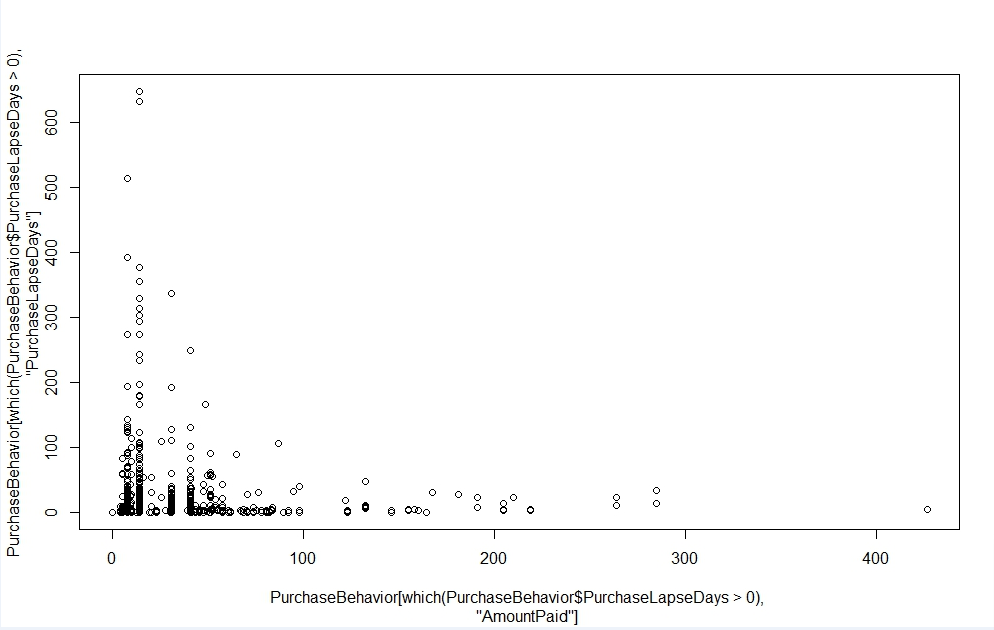 PurchaseBehavior[which(PurchaseBehavior$PurchaseLapseDays > 0),
"PurchaseLapseDays"]
600
500
400
300
200
100
0
0 100 200 300 400
PurchaseBehavior[which(PurchaseBehavior$PurchaseLapseDays > 0),
"AmountPaid"]